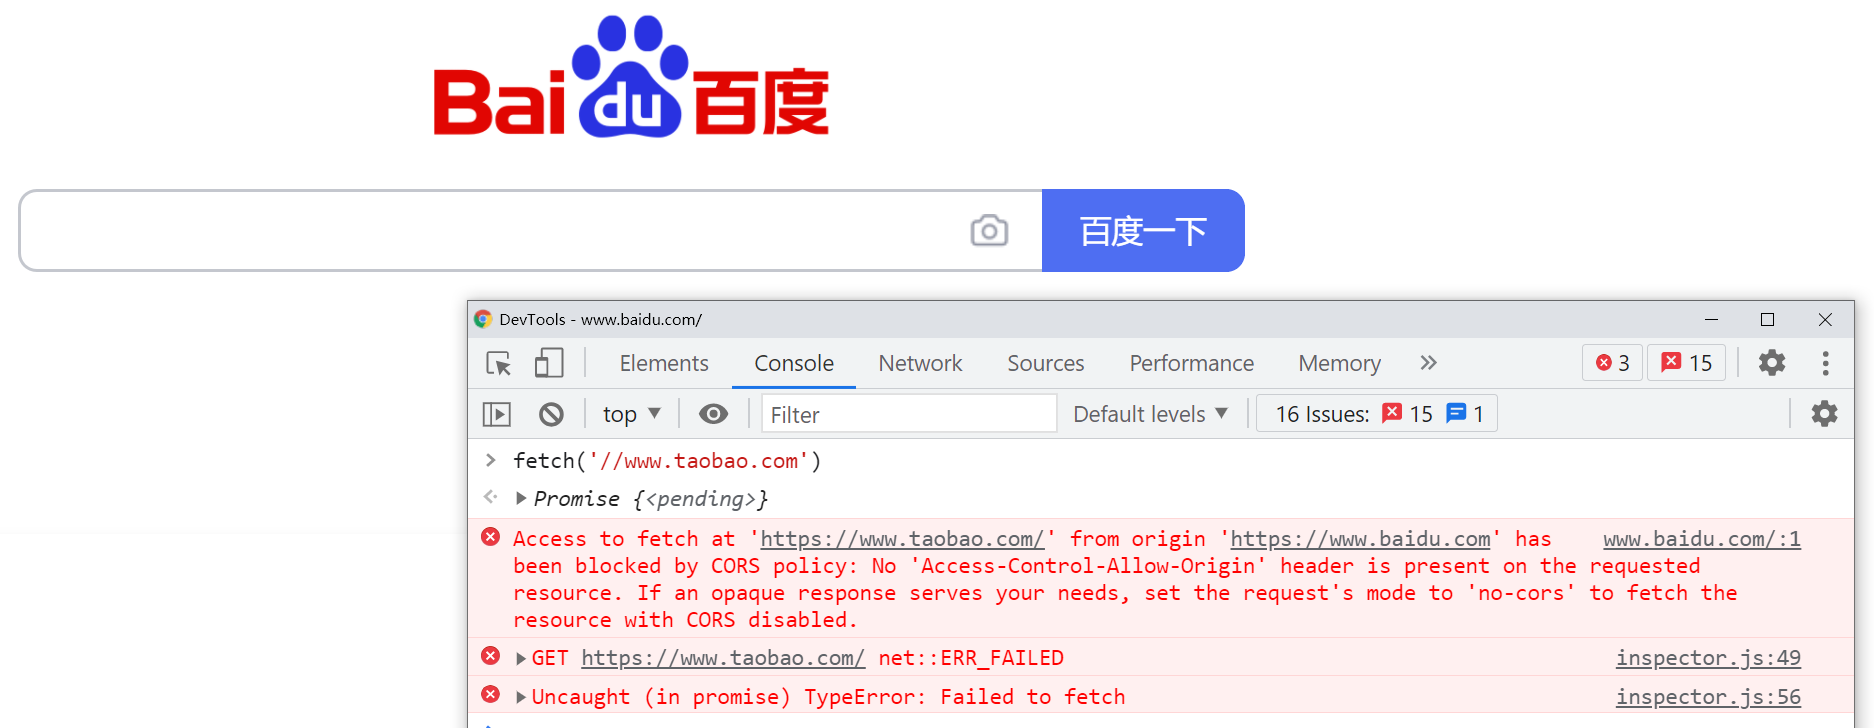 Bai du 百度
百度一下
DevTools - www.baidu.com/
Elements Console Network Sources Performance Memory 3 15
top Filter Default levels 16 Issues: 15 1
fetch('//www.taobao.com')
Promise {<pending>}
Access to fetch at 'https://www.taobao.com/' from origin 'https://www.baidu.com' has www.baidu.com/:1
been blocked by CORS policy: No 'Access-Control-Allow-Origin' header is present on the requested
resource. If an opaque response serves your needs, set the request's mode to 'no-cors' to fetch the
resource with CORS disabled.
GET https://www.taobao.com/ net::ERR_FAILED inspector.js:49
Uncaught (in promise) TypeError: Failed to fetch inspector.js:56